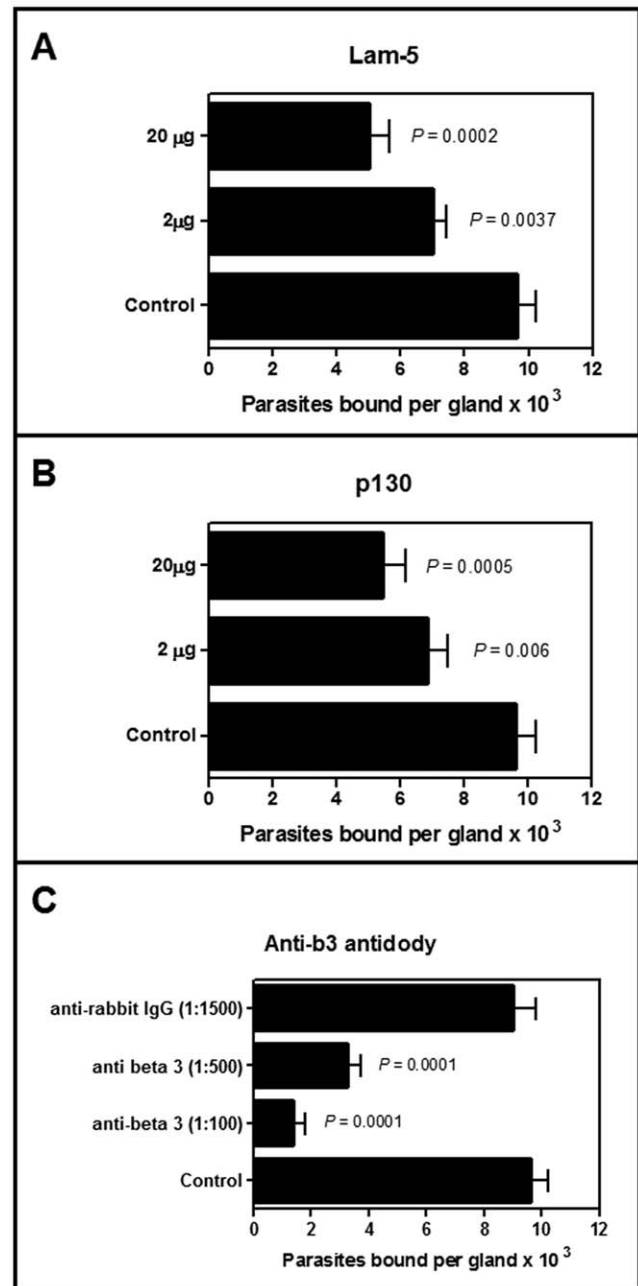 A
Lam-5
20 µg
P = 0.0002
2µg
P = 0.0037
Control
0 2 4 6 8 10 12
Parasites bound per gland x 10³
B
p130
20µg
P = 0.0005
2 µg
P = 0.006
Control
0 2 4 6 8 10 12
Parasites bound per gland x 10³
C
Anti-b3 antidody
anti-rabbit IgG (1:1500)
anti beta 3 (1:500)
P = 0.0001
anti-beta 3 (1:100)
P = 0.0001
Control
0 2 4 6 8 10 12
Parasites bound per gland x 10³